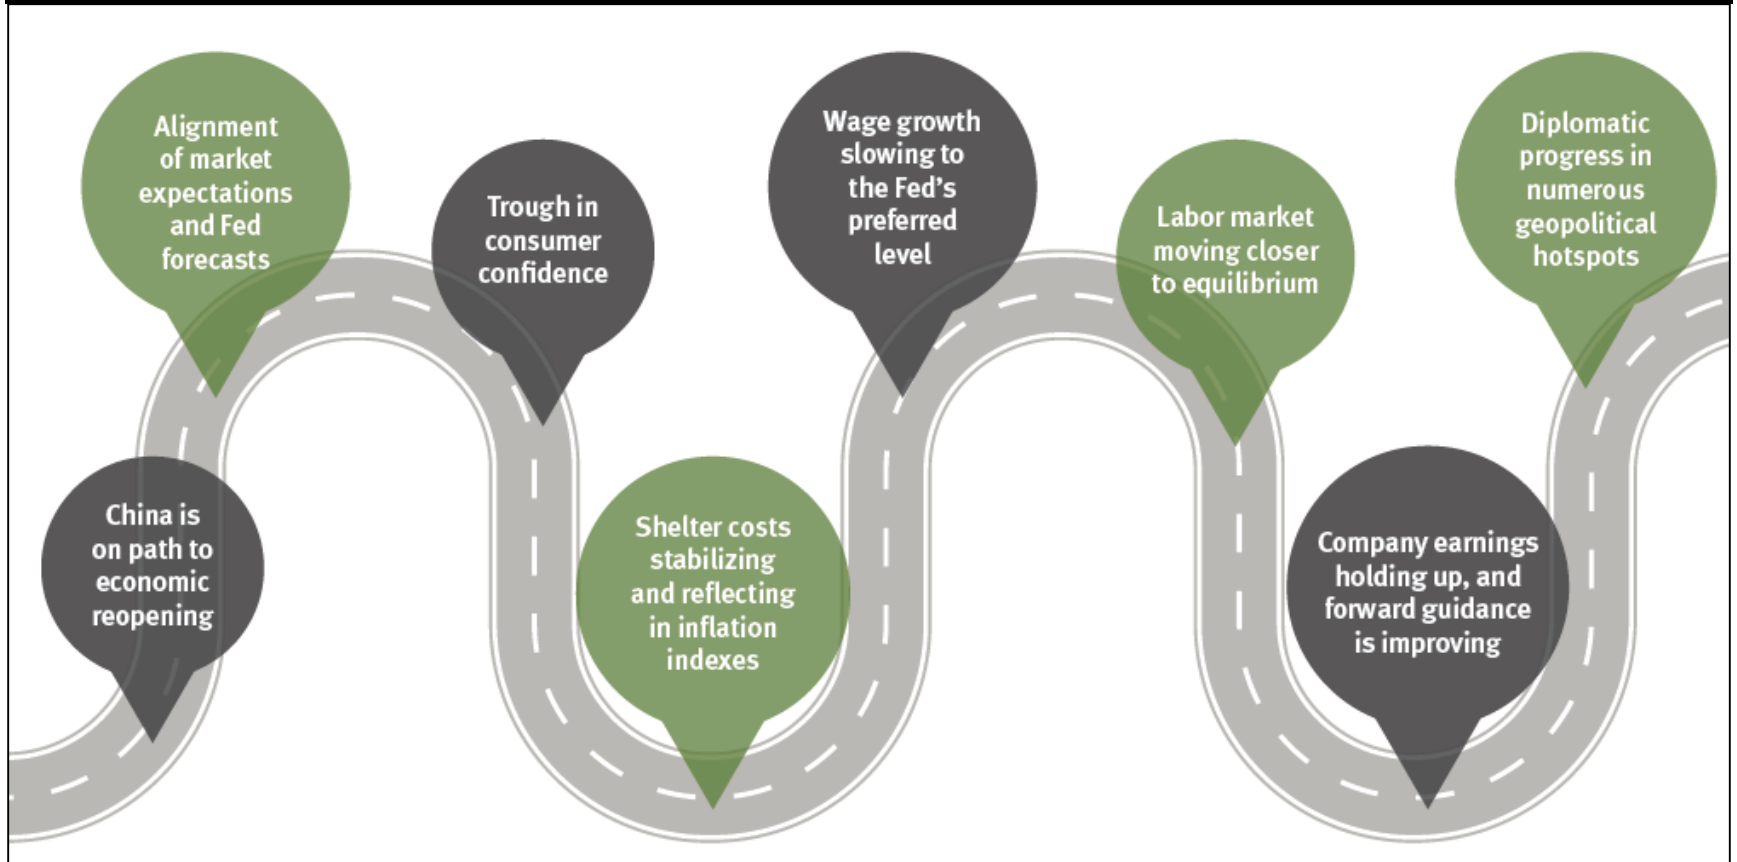 China is
on path to
economic
reopening
Alignment
of market
expectations
and Fed
forecasts
Trough in
consumer
confidence
Shelter costs
stabilizing
and reflecting
in inflation
indexes
Wage growth
slowing to
the Fed’s
preferred
level
Labor market
moving closer
to equilibrium
Company earnings
holding up, and
forward guidance
is improving
Diplomatic
progress in
numerous
geopolitical
hotspots